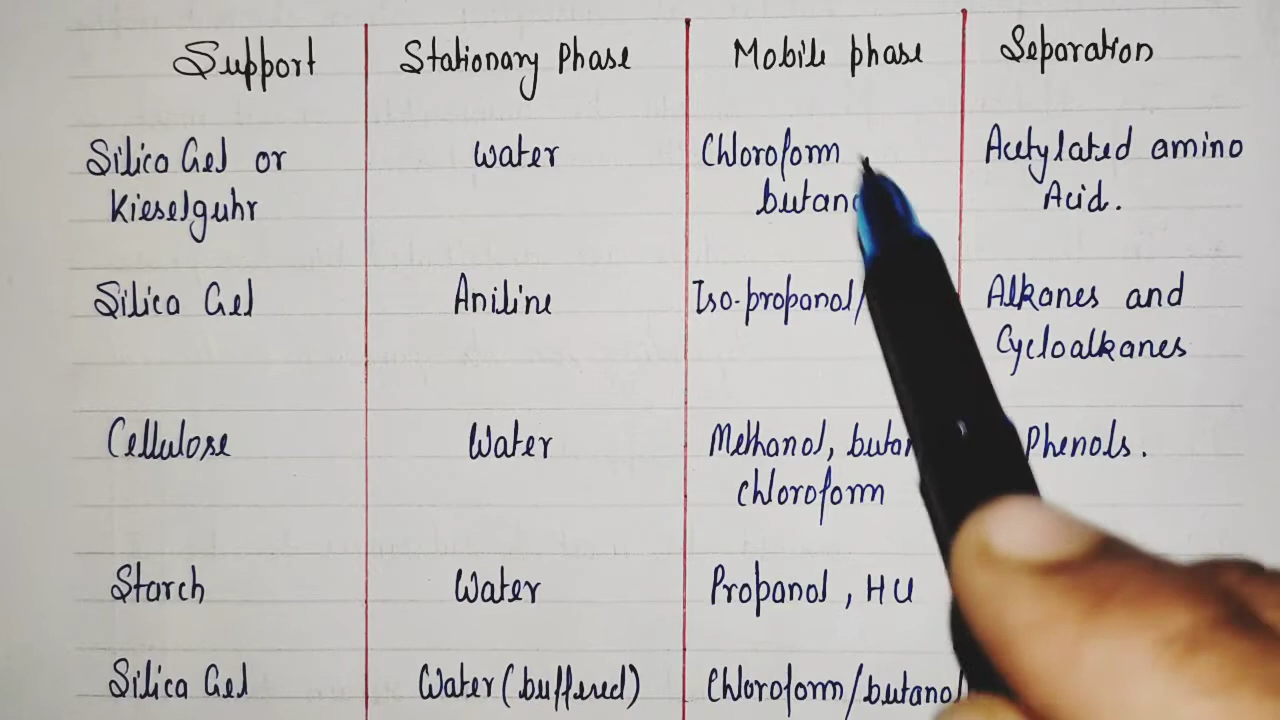 Support Stationary Phase Mobile phase Separation
Silica Gel or Water Chloroform Acetylated amino
Kieselguhr Acid.
Silica Gel Aniline Iso-propanol/ Alkanes and
Cycloalkanes
Cellulose Water Methanol, Phenols.
chloroform
Starch Water Propanol, HCl
Silica Gel Water (buffered) Chloroform/butanol